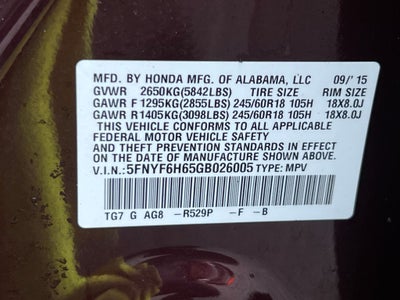 MFD. BY HONDA MFG. OF ALABAMA, LLC 09/'15
GVWR 2650KG(5842LBS) TIRE SIZE RIM SIZE
GAWR F 1295KG(2855LBS) 245/60R18 105H 18X8.0J
GAWR R 1405KG(3098LBS) 245/60R18 105H 18X8.0J
THIS VEHICLE CONFORMS TO ALL APPLICABLE
FEDERAL MOTOR VEHICLE SAFETY AND
THEFT PREVENTION STANDARDS IN EFFECT ON
THE DATE OF MANUFACTURE SHOWN ABOVE.
V.I.N.: 5FNYF6H65GB026005 TYPE: MPV
TG7 G AG8 -R529P -F -B